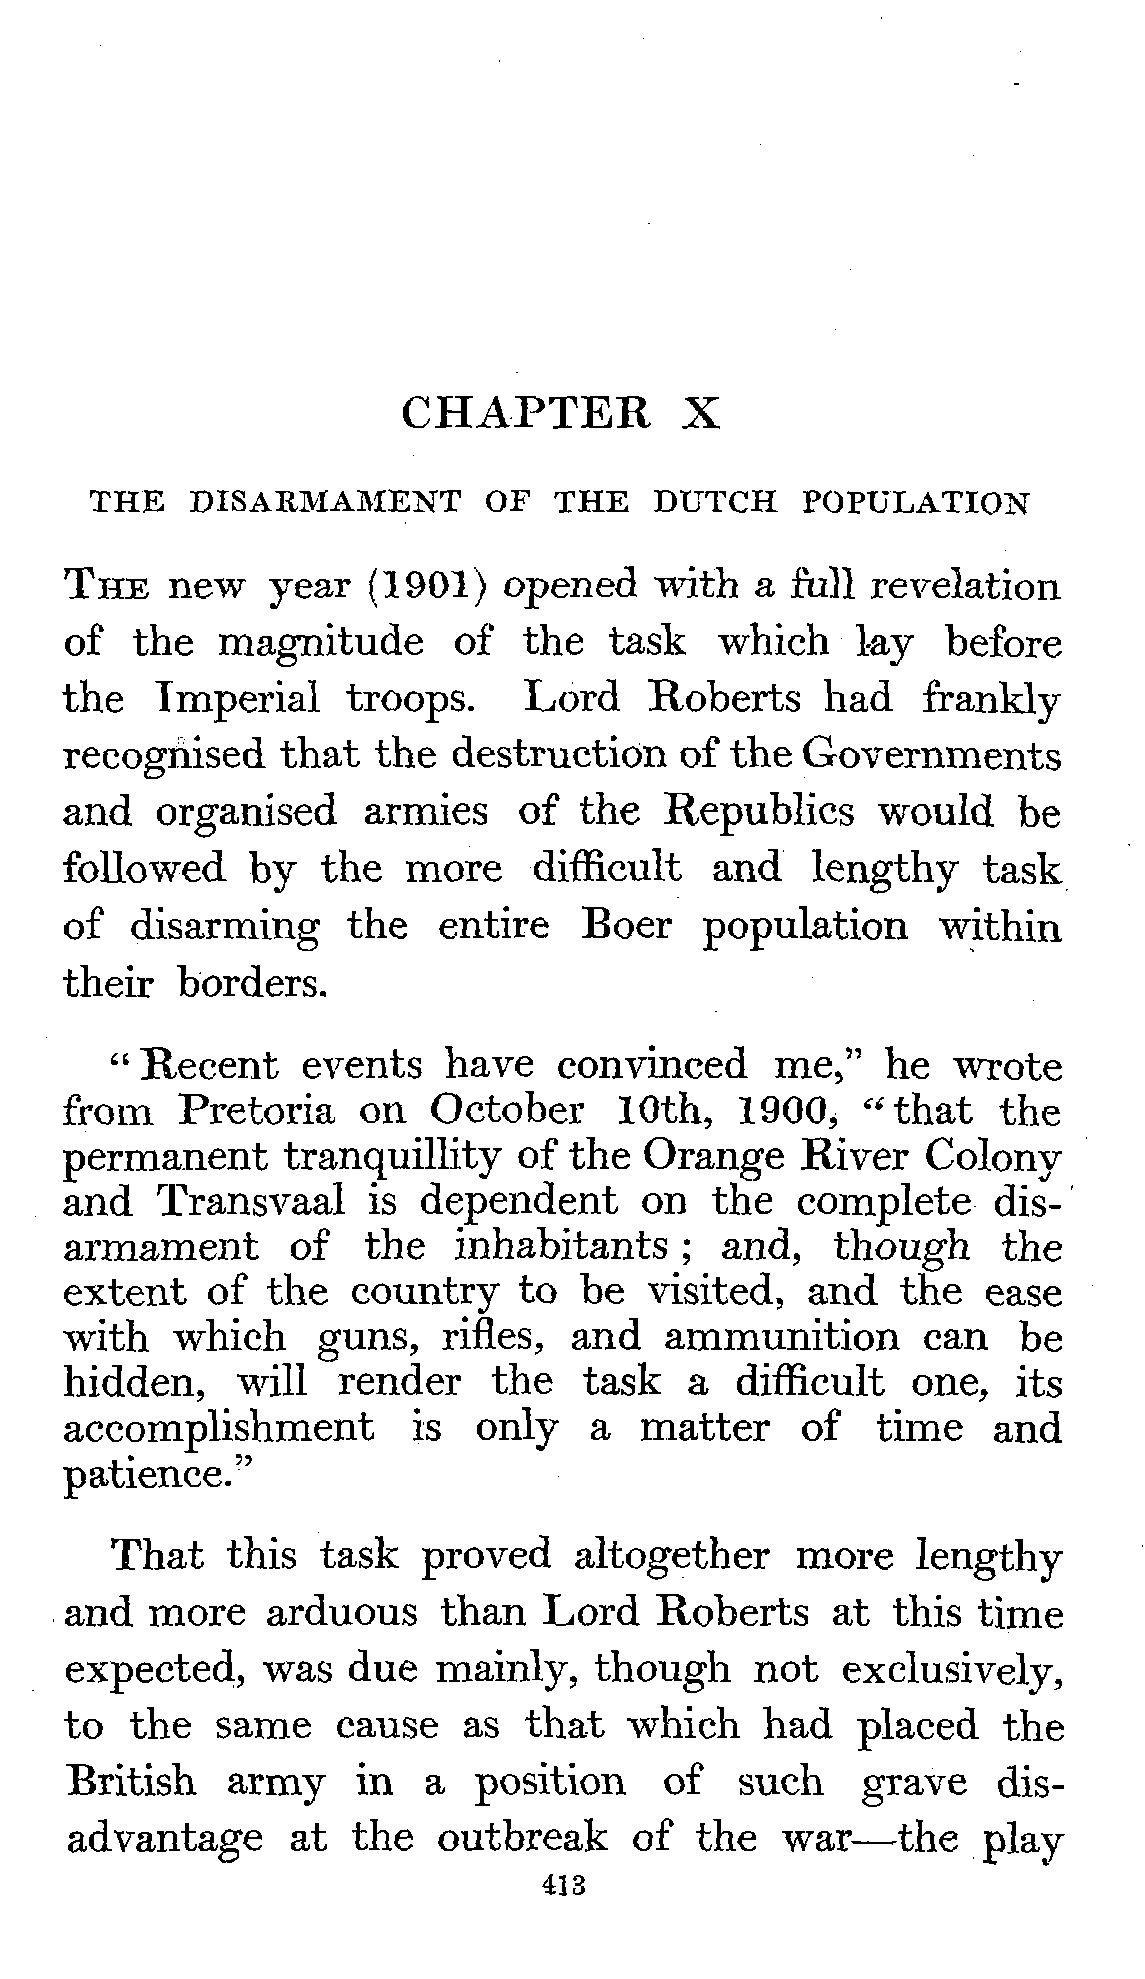 CHAPTER X
THE DISARMAMENT OF THE DUTCH POPULATION
THE new year (1901) opened with a full revelation
of the magnitude of the task which lay before
the Imperial troops. Lord Roberts had frankly
recognised that the destruction of the Governments
and organised armies of the Republics would be
followed by the more difficult and lengthy task
of disarming the entire Boer population within
their borders.
"Recent events have convinced me," he wrote
from Pretoria on October 10th, 1900, "that the
permanent tranquillity of the Orange River Colony
and Transvaal is dependent on the complete dis-
armament of the inhabitants; and, though the
extent of the country to be visited, and the ease
with which guns, rifles, and ammunition can be
hidden, will render the task a difficult one, its
accomplishment is only a matter of time and
patience."
That this task proved altogether more lengthy
and more arduous than Lord Roberts at this time
expected, was due mainly, though not exclusively,
to the same cause as that which had placed the
British army in a position of such grave dis-
advantage at the outbreak of the war—the play
413